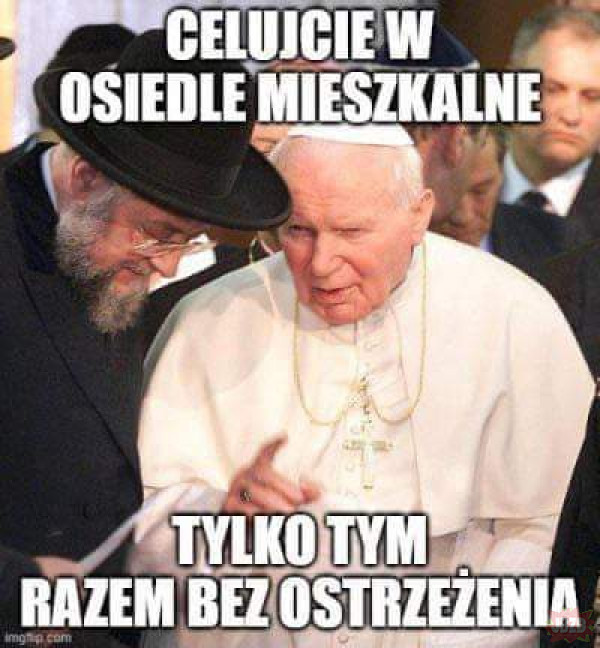 CELUJCIE W
OSIEDLE MIESZKALNE
TYLKO TYM
RAZEM BEZ OSTRZEŻENIA
imgflip.com